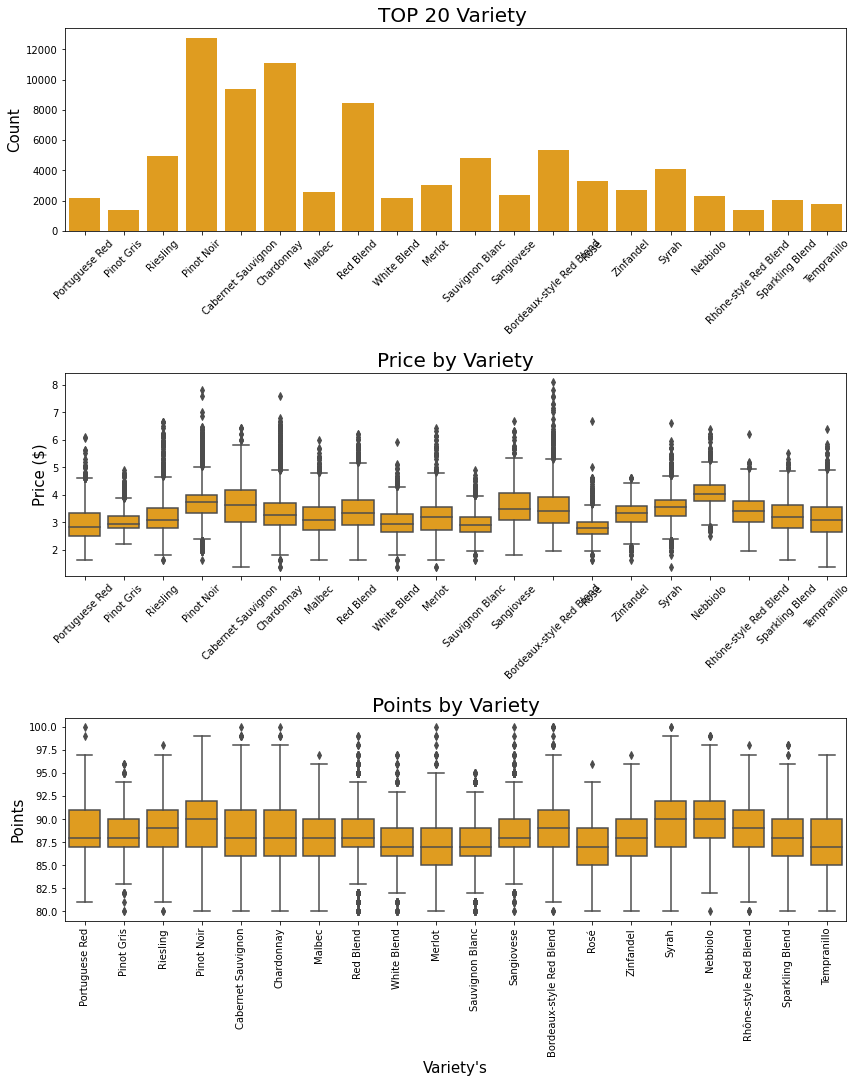 TOP 20 Variety
Count
12000
10000
8000
6000
4000
2000
0
Portuguese Red
Pinot Gris
Riesling
Pinot Noir
Cabernet Sauvignon
Chardonnay
Malbec
Red Blend
White Blend
Merlot
Sauvignon Blanc
Sangiovese
Bordeaux-style Red Blend
Rosé
Zinfandel
Syrah
Nebbiolo
Rhône-style Red Blend
Sparkling Blend
Tempranillo
Price by Variety
Price ($)
8
7
6
5
4
3
2
Portuguese Red
Pinot Gris
Riesling
Pinot Noir
Cabernet Sauvignon
Chardonnay
Malbec
Red Blend
White Blend
Merlot
Sauvignon Blanc
Sangiovese
Bordeaux-style Red Blend
Rosé
Zinfandel
Syrah
Nebbiolo
Rhône-style Red Blend
Sparkling Blend
Tempranillo
Points by Variety
Points
100.0
97.5
95.0
92.5
90.0
87.5
85.0
82.5
80.0
Portuguese Red
Pinot Gris
Riesling
Pinot Noir
Cabernet Sauvignon
Chardonnay
Malbec
Red Blend
White Blend
Merlot
Sauvignon Blanc
Sangiovese
Bordeaux-style Red Blend
Rosé
Zinfandel
Syrah
Nebbiolo
Rhône-style Red Blend
Sparkling Blend
Tempranillo
Variety's